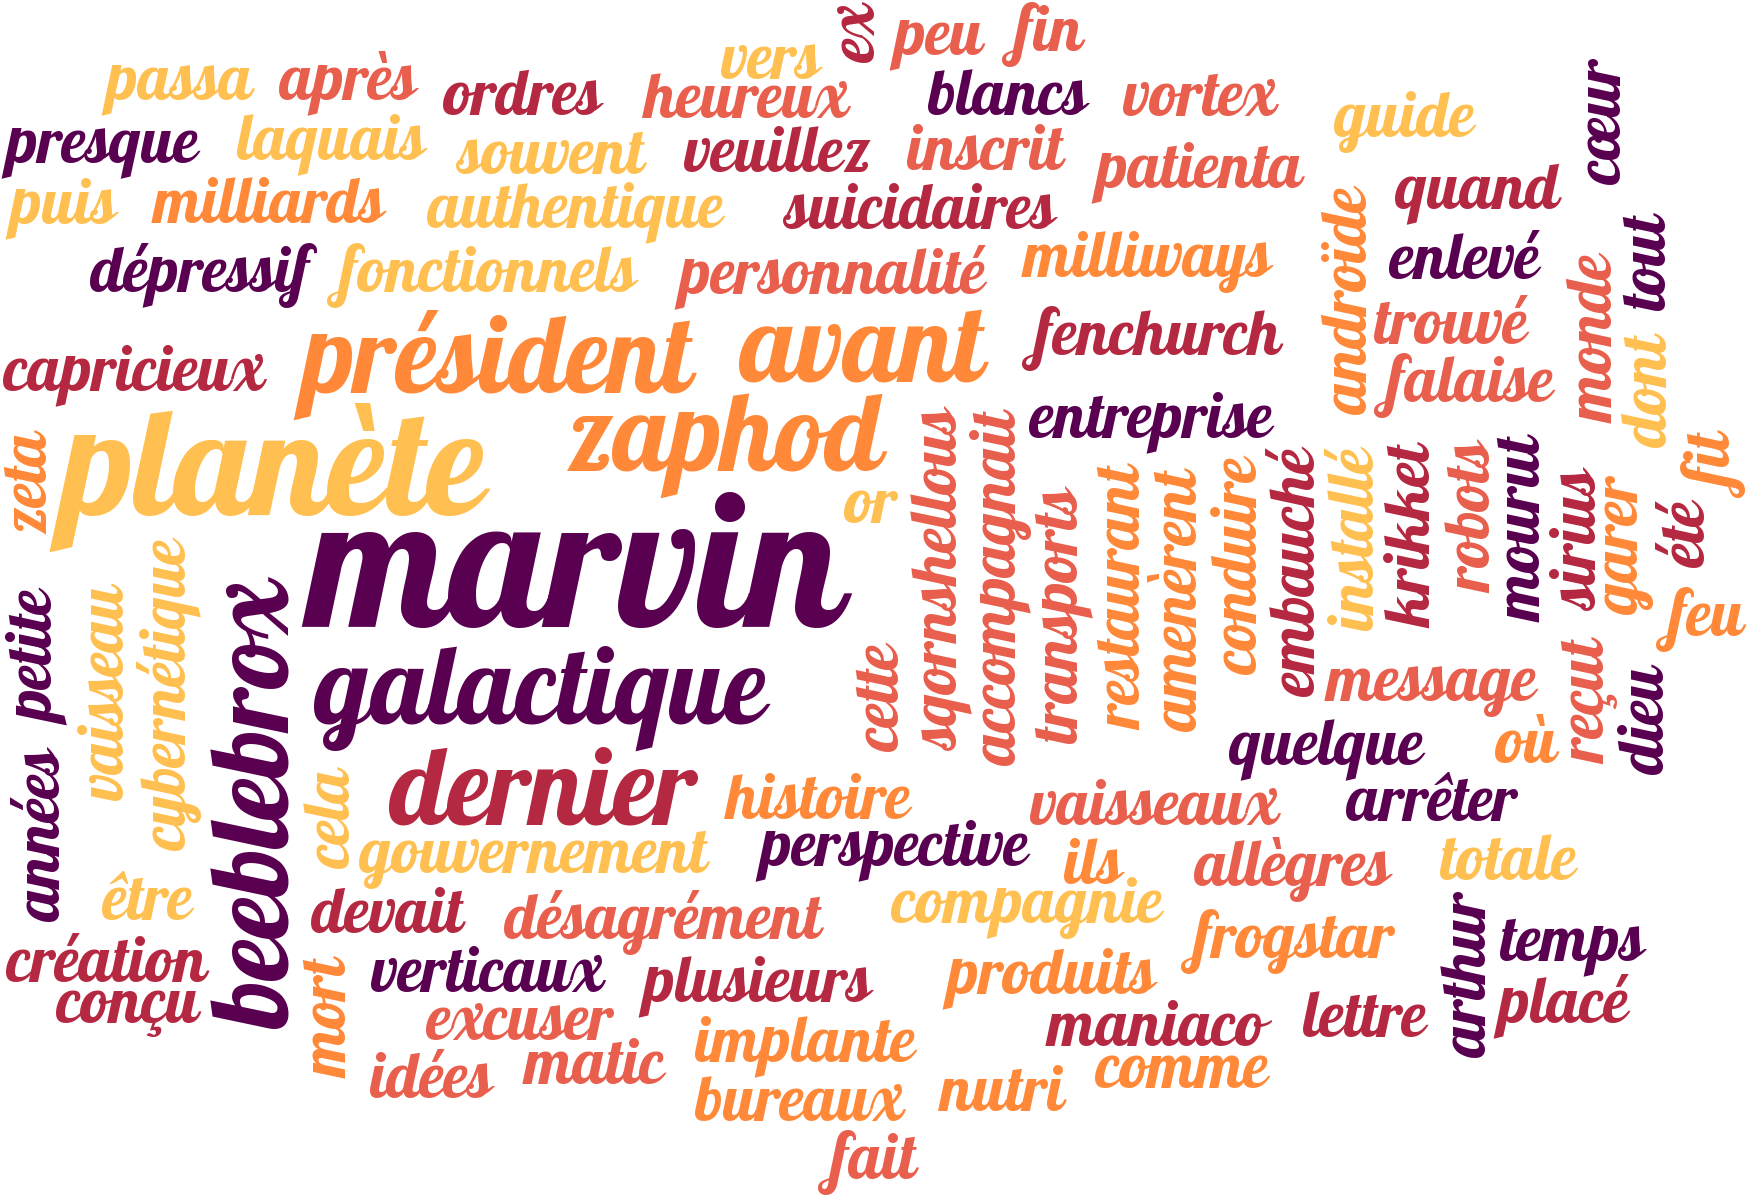 ex
peu
fin
vers
passa
après
ordres
heureux
blancs
vortex
guide
cœur
presque
laquais
souvent
veuillez
inscrit
patienta
quand
puis
milliards
authentique
suicidaires
androïde
enlevé
tout
dépressif
fonctionnels
personnalité
milliways
monde
trouvé
capricieux
président
avant
fenchurch
falaise
dont
planète
zaphod
entreprise
zeta
or
fut
marvin
sqornshellous
accompagnait
transports
restaurant
amenèrent
conduire
embauché
installé
krikket
robots
mourut
sirius
garer
été
feu
petite
vaisseau
cybernétique
beeblebrox
galactique
cette
message
reçut
dieu
quelque
où
années
cela
dernier
histoire
vaisseaux
arrêter
gouvernement
perspective
ils
allègres
totale
être
devait
désagrément
compagnie
frogstar
arthur
temps
création
conçu
mort
verticaux
plusieurs
produits
placé
excuser
implante
maniaco
lettre
idées
matic
bureaux
nutri
comme
fait